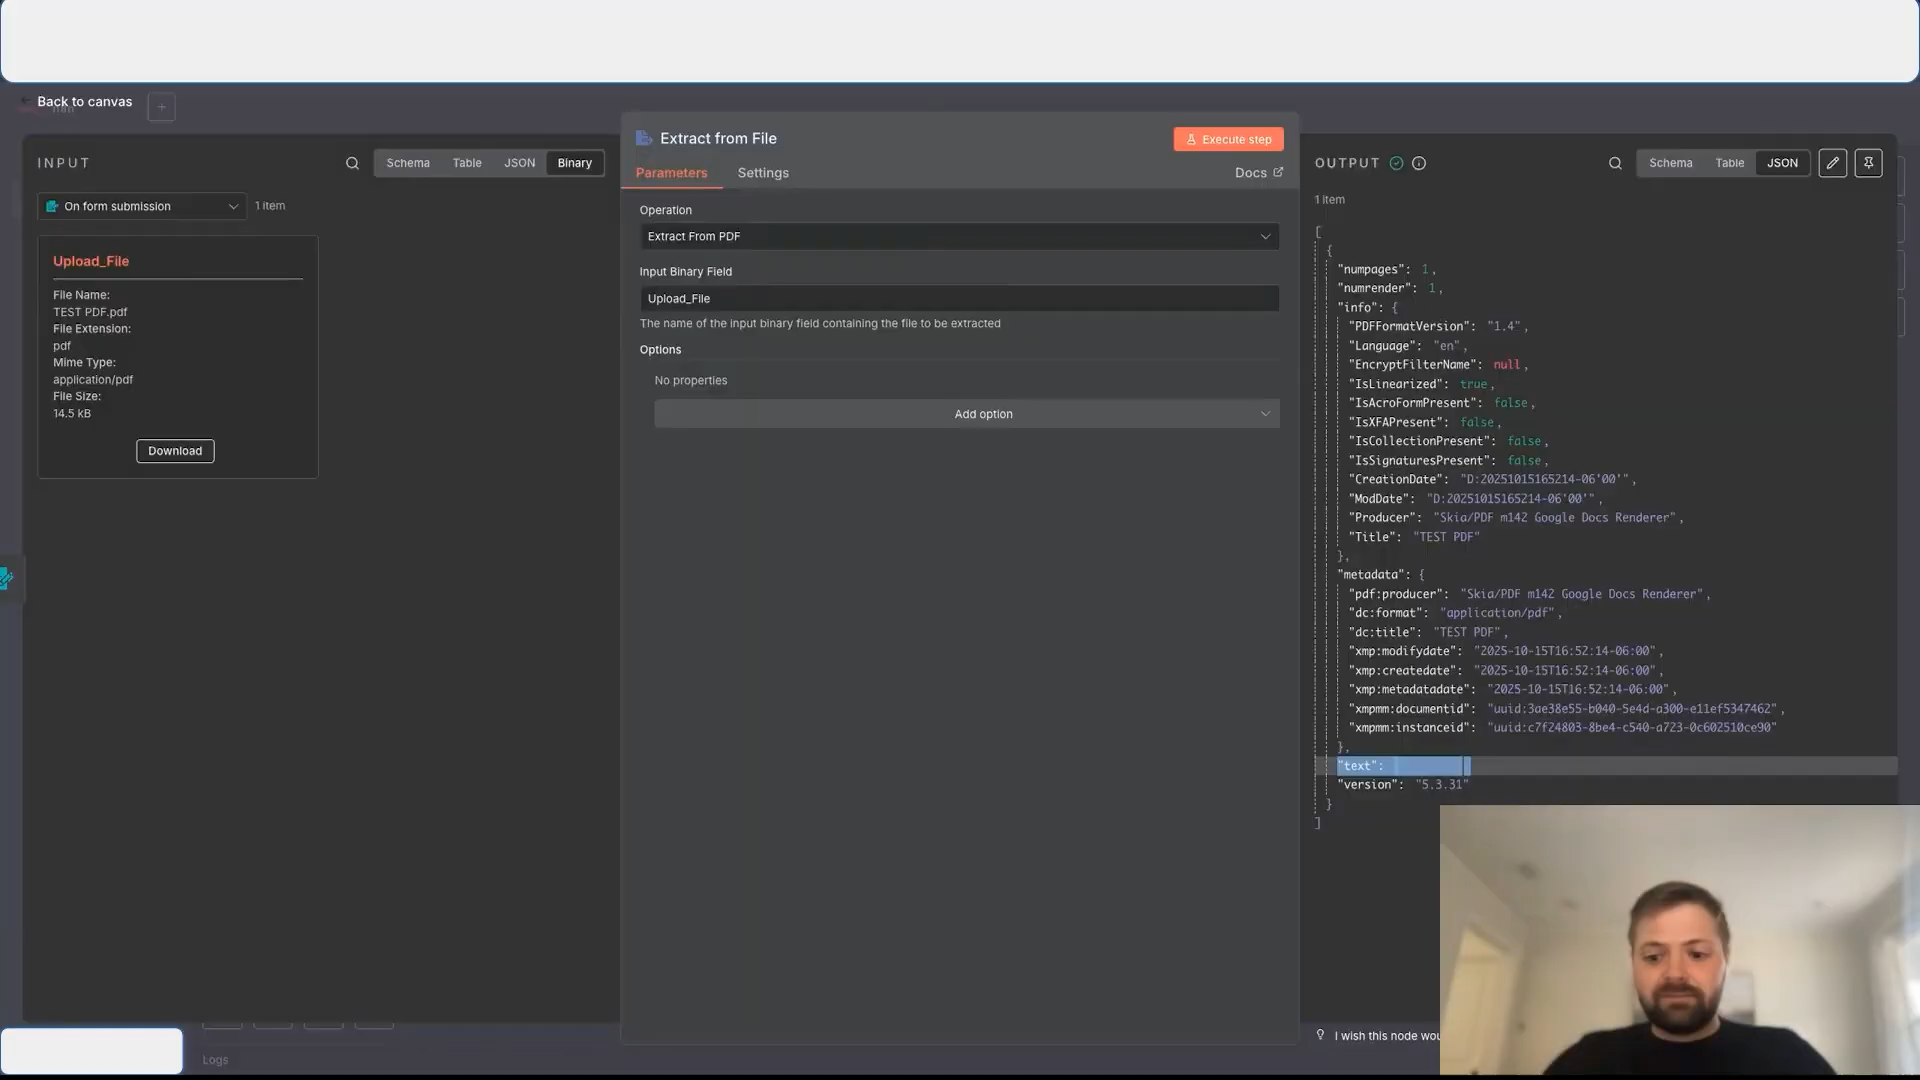 Back to canvas
INPUT
Schema
Table
JSON
Binary
On form submission
1 item
Upload_File
File Name:
TEST PDF.pdf
File Extension:
pdf
Mime Type:
application/pdf
File Size:
14.5 kB
Download
Extract from File
Execute step
Parameters
Settings
Docs
Operation
Extract From PDF
Input Binary Field
Upload_File
The name of the input binary field containing the file to be extracted
Options
No properties
Add option
OUTPUT
Schema
Table
JSON
1 item
[
{
"numpages": 1,
"numrender": 1,
"info": {
"PDFFormatVersion": "1.4",
"Language": "en",
"EncryptFilterName": null,
"IsLinearized": true,
"IsAcroFormPresent": false,
"IsXFAPresent": false,
"IsCollectionPresent": false,
"IsSignaturesPresent": false,
"CreationDate": "D:20251015165214-06'00'",
"ModDate": "D:20251015165214-06'00'",
"Producer": "Skia/PDF m142 Google Docs Renderer",
"Title": "TEST PDF"
},
"metadata": {
"pdf:producer": "Skia/PDF m142 Google Docs Renderer",
"dc:format": "application/pdf",
"dc:title": "TEST PDF",
"xmp:modifydate": "2025-10-15T16:52:14-06:00",
"xmp:createdate": "2025-10-15T16:52:14-06:00",
"xmp:metadatadate": "2025-10-15T16:52:14-06:00",
"xmpmm:documentid": "uuid:3ae38e55-b040-5e4d-a300-e11ef5347462",
"xmpmm:instanceid": "uuid:c7f24803-8be4-c540-a723-0c602510ce90"
},
"text":
"version": "5.3.31"
}
]
I wish this node wou
Logs